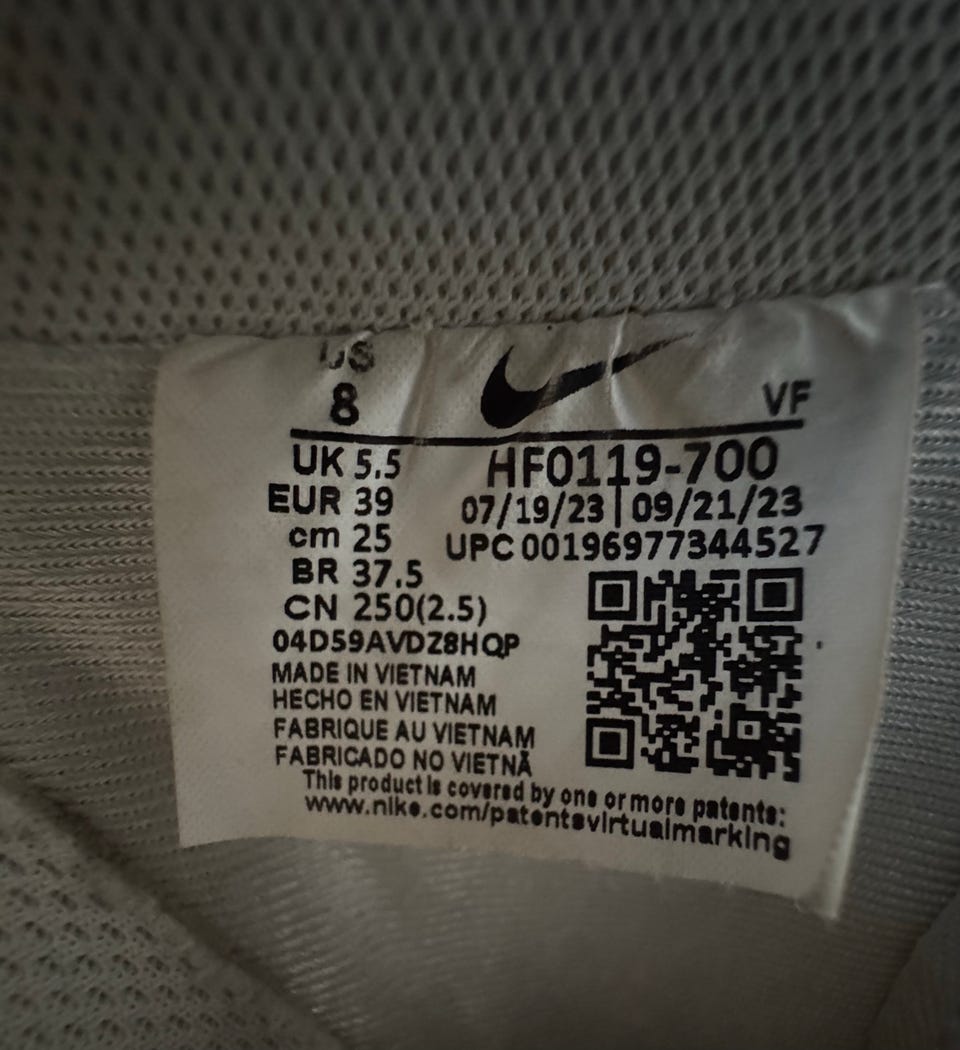 US
8
VF
UK 5.5
EUR 39
cm 25
BR 37.5
CN 250(2.5)
HF0119-700
07/19/23 | 09/21/23
UPC 00196977344527
04D59AVDZ8HQP
MADE IN VIETNAM
HECHO EN VIETNAM
FABRIQUE AU VIETNAM
FABRICADO NO VIETNÃ
This product is covered by one or more patents:
www.nike.com/patentsvirtualmarking